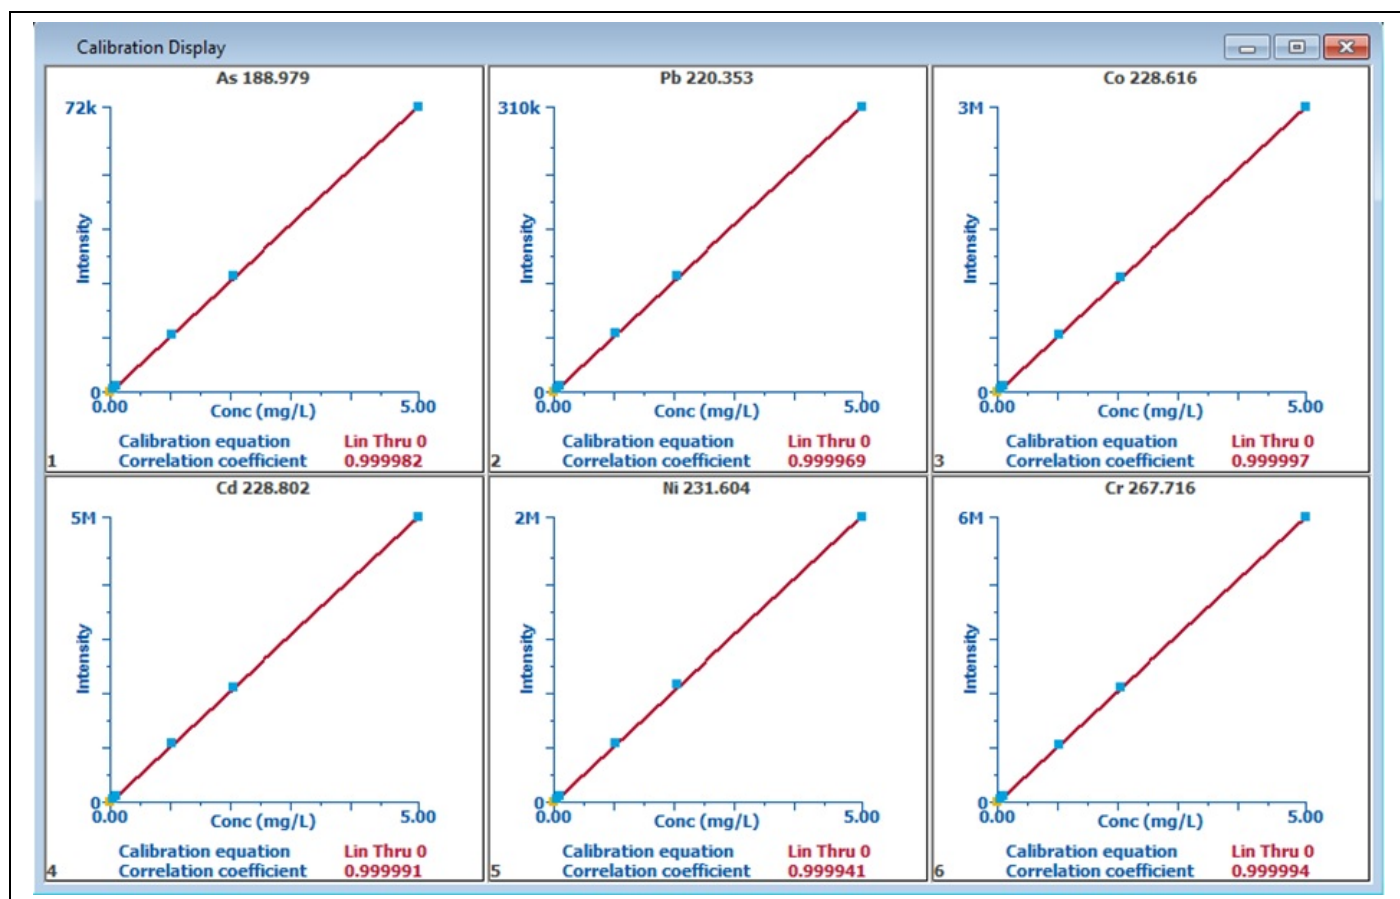 Calibration Display
As 188.979
72k
Intensity
0
0.00
Conc (mg/L)
5.00
Calibration equation Lin Thru 0
1 Correlation coefficient 0.999982
Pb 220.353
310k
Intensity
0
0.00
Conc (mg/L)
5.00
Calibration equation Lin Thru 0
2 Correlation coefficient 0.999969
Co 228.616
3M
Intensity
0
0.00
Conc (mg/L)
5.00
Calibration equation Lin Thru 0
3 Correlation coefficient 0.999997
Cd 228.802
5M
Intensity
0
0.00
Conc (mg/L)
5.00
Calibration equation Lin Thru 0
4 Correlation coefficient 0.999991
Ni 231.604
2M
Intensity
0
0.00
Conc (mg/L)
5.00
Calibration equation Lin Thru 0
5 Correlation coefficient 0.999941
Cr 267.716
6M
Intensity
0
0.00
Conc (mg/L)
5.00
Calibration equation Lin Thru 0
6 Correlation coefficient 0.999994